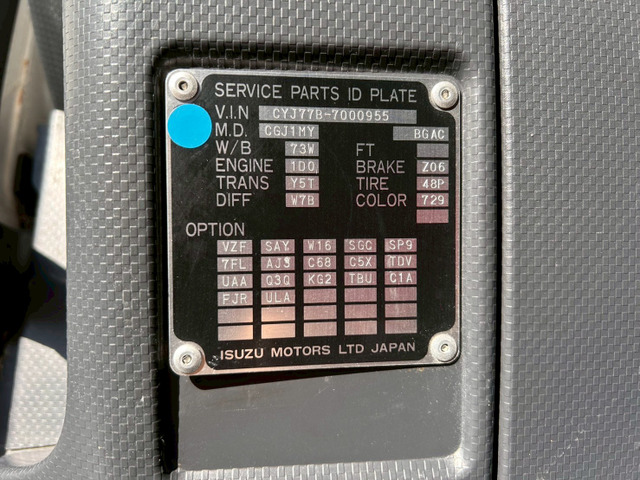 SERVICE PARTS ID PLATE
V.I.N CYJ77B-7000955
M.D. CGJ1MY BGAC
W/B 73W FT
ENGINE 1D0 BRAKE Z06
TRANS Y5T TIRE 48P
DIFF W7B COLOR 729
OPTION
VZF SAY W16 SGC SP9
7FL AJ3 C68 C5X TDV
UAA Q3Q KG2 TBU C1A
FJR ULA
ISUZU MOTORS LTD JAPAN